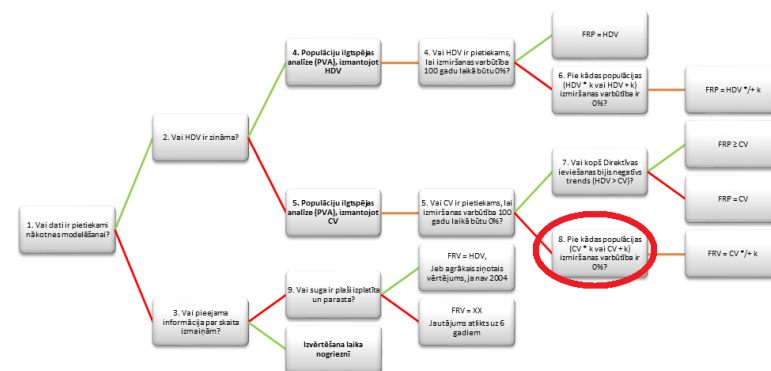 1. Vai dati ir pietiekami
nākotnes modelēšanai?
2. Vai HDV ir zināma?
3. Vai pieejama
informācija par skaita
izmaiņām?
4. Populāciju ilgtspējas
analīze (PVA), izmantojot
HDV
5. Populāciju ilgtspējas
analīze (PVA), izmantojot
CV
9. Vai suga ir plaši izplatīta
un parasta?
Izvērtēšana laika
nogrieznī
4. Vai HDV ir pietiekams,
lai izmiršanas varbūtība
100 gadu laikā būtu 0%?
5. Vai CV ir pietiekams, lai
izmiršanas varbūtība 100
gadu laikā būtu 0%?
FRV = HDV,
Jeb agrākais ziņotais
vērtējums, ja nav 2004
FRV = XX
Jautājums atlikts uz 6
gadiem
FRP = HDV
6. Pie kādas populācijas
(HDV * k vai HDV + k)
izmiršanas varbūtība ir
0%?
7. Vai kopš Direktīvas
ieviešanas bijis negatīvs
trends (HDV > CV)?
8. Pie kādas populācijas
(CV * k vai CV + k)
izmiršanas varbūtība ir
0%?
FRP = HDV */+ k
FRP ≥ CV
FRP = CV
FRV = CV */+ k